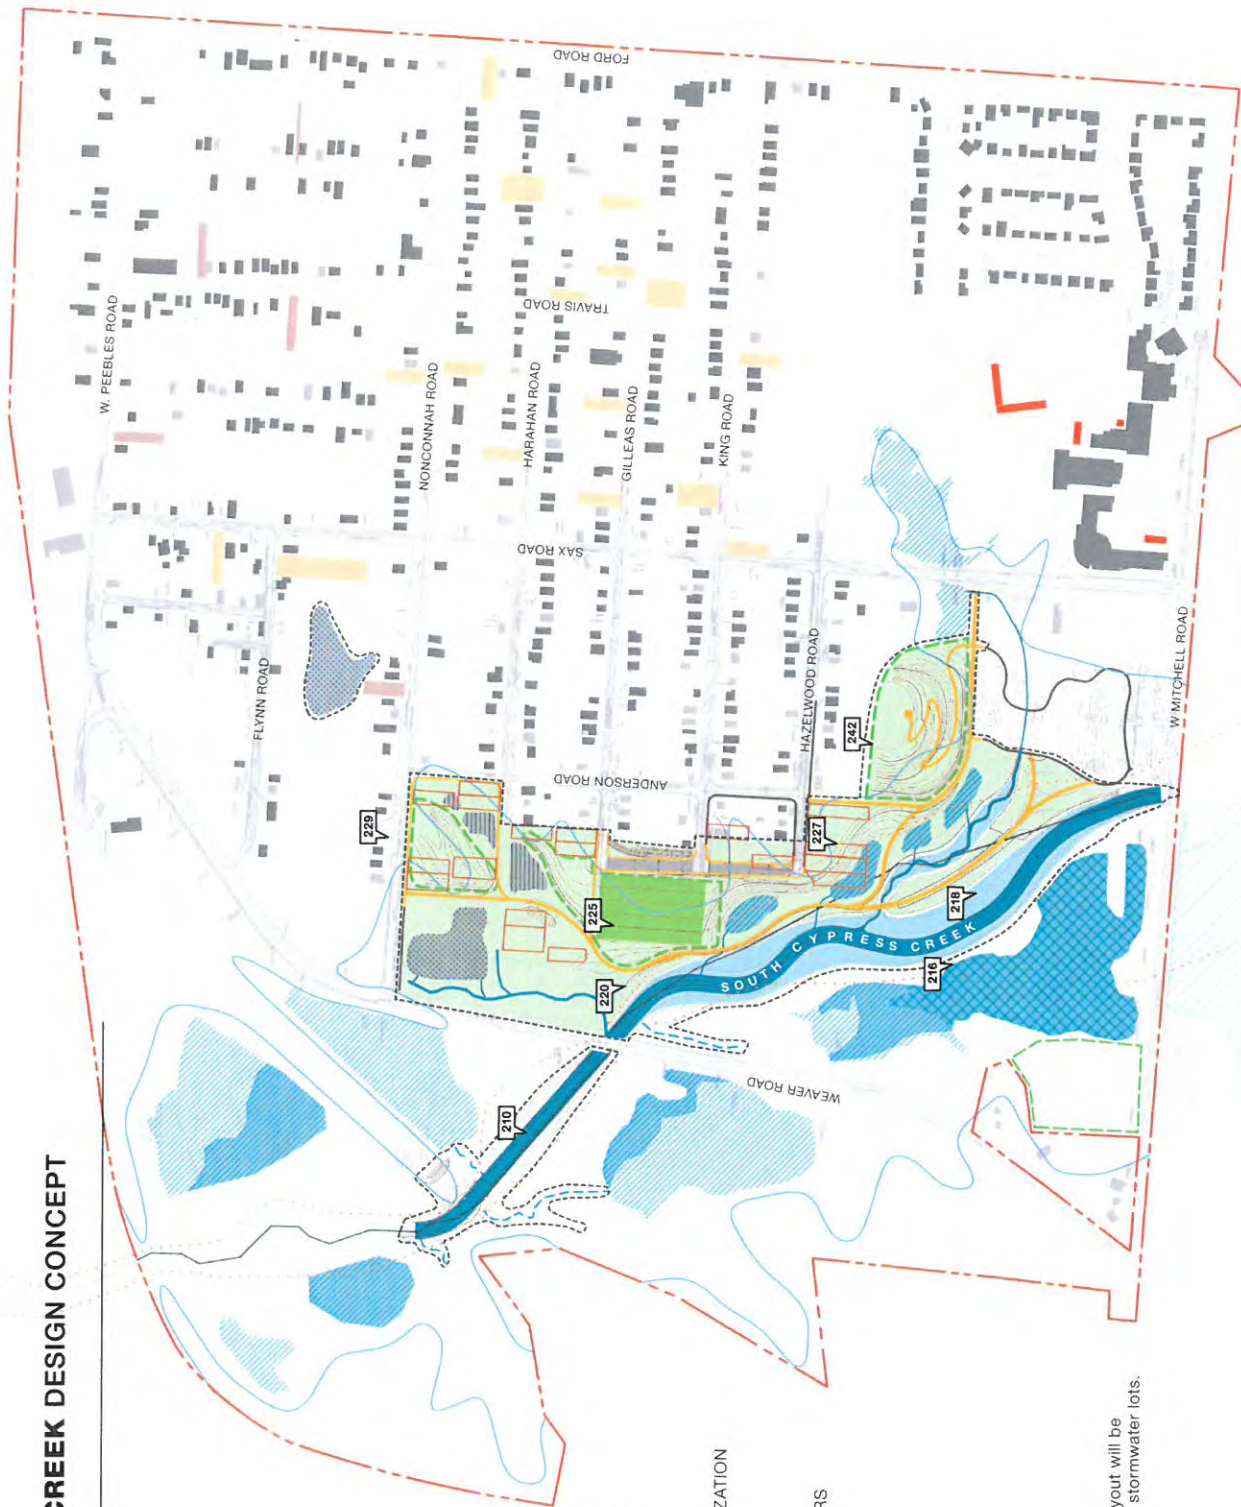 CREEK DESIGN CONCEPT
FORD ROAD
W. PEEBLES ROAD
TRAVIS ROAD
NONCONNAH ROAD
HARAHAN ROAD
GILLEAS ROAD
KING ROAD
SAX ROAD
FLYNN ROAD
HAZELWOOD ROAD
W MITCHELL ROAD
ANDERSON ROAD
242
229
227
225
218
216
220
SOUTH CYPRESS CREEK
210
WEAVER ROAD
ZATION
RS
yout will be
stormwater lots.